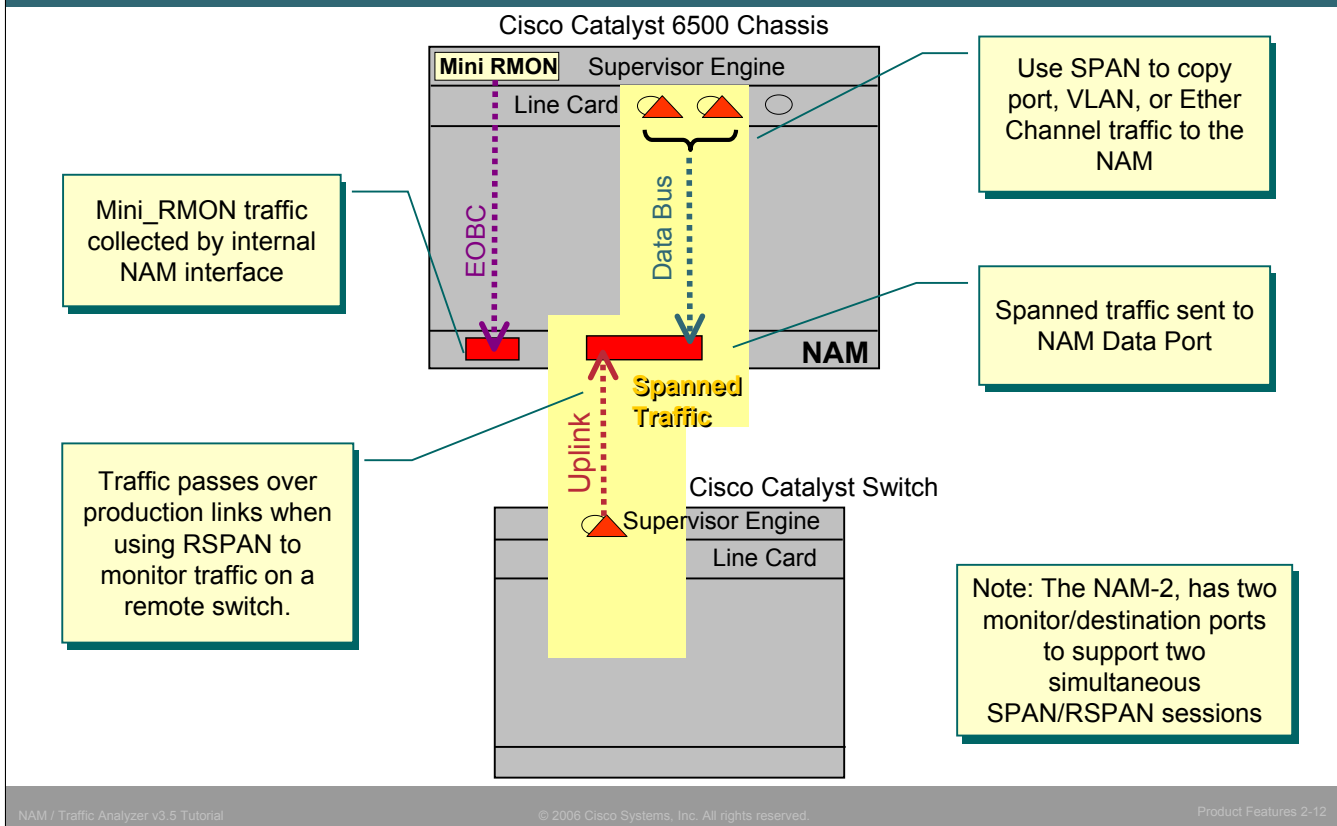 Cisco Catalyst 6500 Chassis
Mini RMON
Supervisor Engine
Line Card
Use SPAN to copy
port, VLAN, or Ether
Channel traffic to the
NAM
Mini_RMON traffic
collected by internal
NAM interface
EOBC
Data Bus
Spanned traffic sent to
NAM Data Port
NAM
Spanned
Traffic
Uplink
Traffic passes over
production links when
using RSPAN to
monitor traffic on a
remote switch.
Cisco Catalyst Switch
Supervisor Engine
Line Card
Note: The NAM-2, has two
monitor/destination ports
to support two
simultaneous
SPAN/RSPAN sessions
NAM / Traffic Analyzer v3.5 Tutorial
© 2006 Cisco Systems, Inc. All rights reserved.
Product Features 2-12